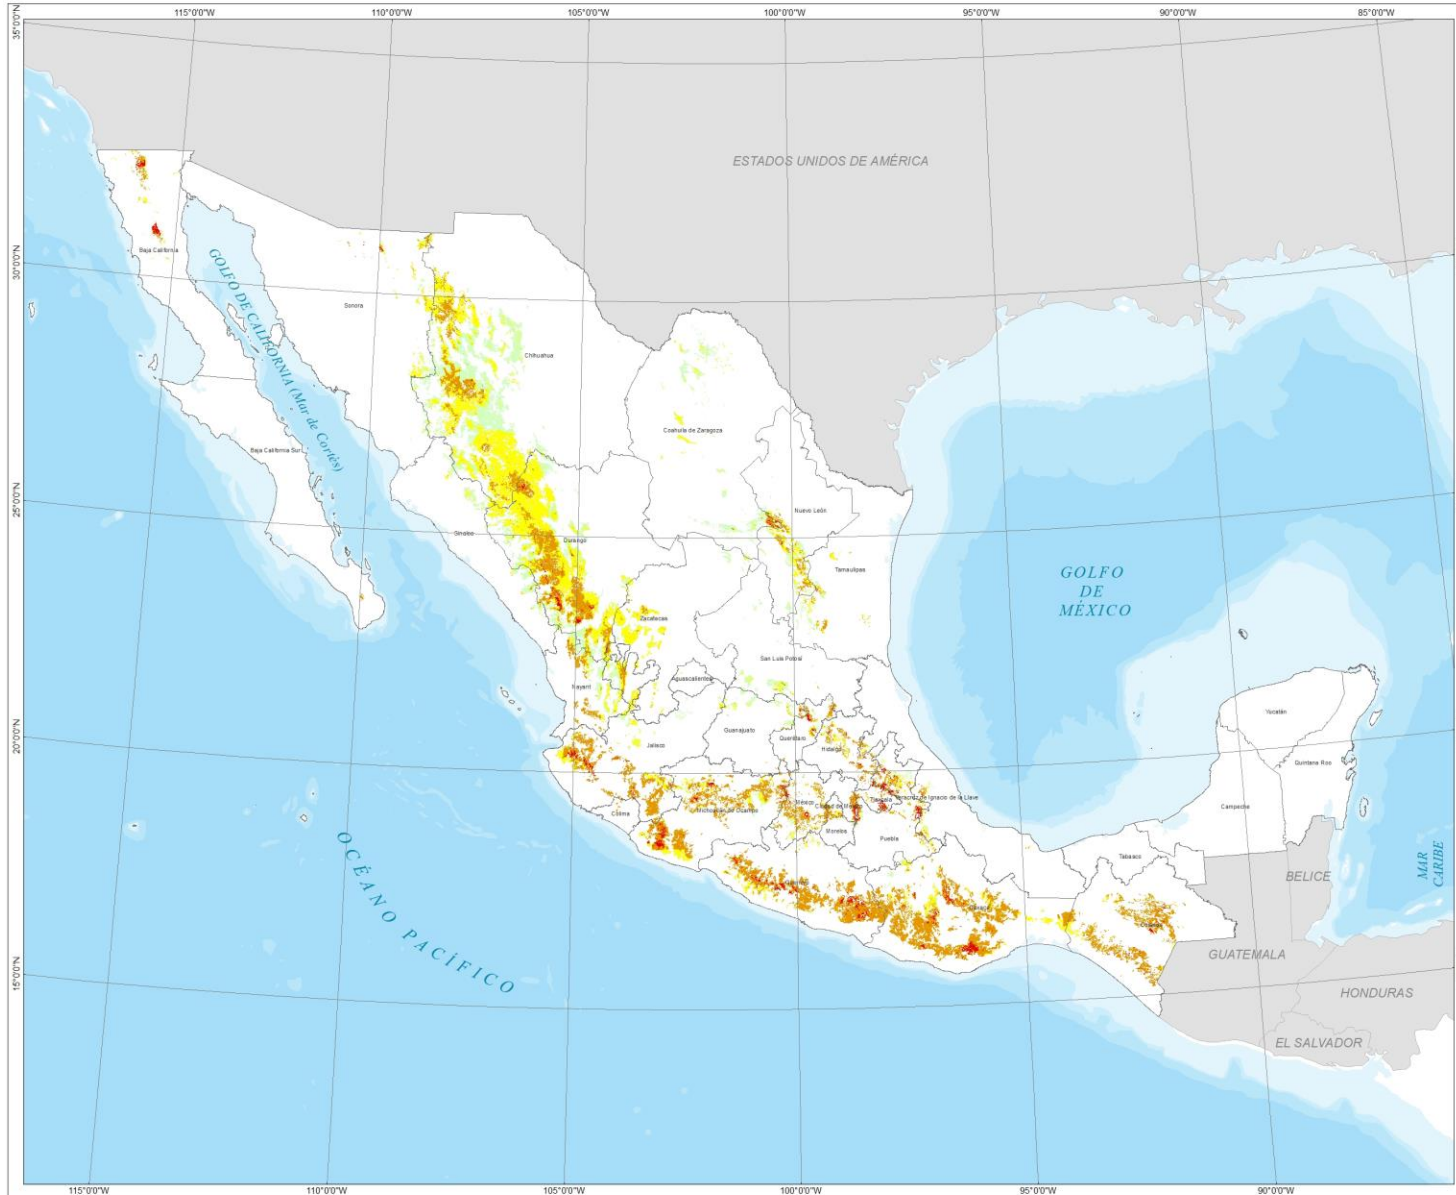 115°0'0"W
110°0'0"W
105°0'0"W
100°0'0"W
95°0'0"W
90°0'0"W
85°0'0"W
35°0'0"N
ESTADOS UNIDOS DE AMÉRICA
30°0'0"N
Baja California
GOLFO DE CALIFORNIA (Mar de Cortés)
Sonora
Chihuahua
Coahuila de Zaragoza
Baja California Sur
25°0'0"N
Nuevo León
Sinaloa
Durango
Tamaulipas
GOLFO
DE
MÉXICO
Zacatecas
San Luis Potosí
Aguascalientes
Nayarit
Yucatán
20°0'0"N
Guanajuato
Querétaro
Hidalgo
Jalisco
Quintana Roo
Tlaxcala
Veracruz de Ignacio de la Llave
México
Ciudad de México
Michoacán de Ocampo
Campeche
Colima
Morelos
Puebla
Tabasco
MAR
CARIBE
BELICE
OCÉANO PACÍFICO
Guerrero
Oaxaca
Chiapas
GUATEMALA
15°0'0"N
HONDURAS
EL SALVADOR
115°0'0"W
110°0'0"W
105°0'0"W
100°0'0"W
95°0'0"W
90°0'0"W